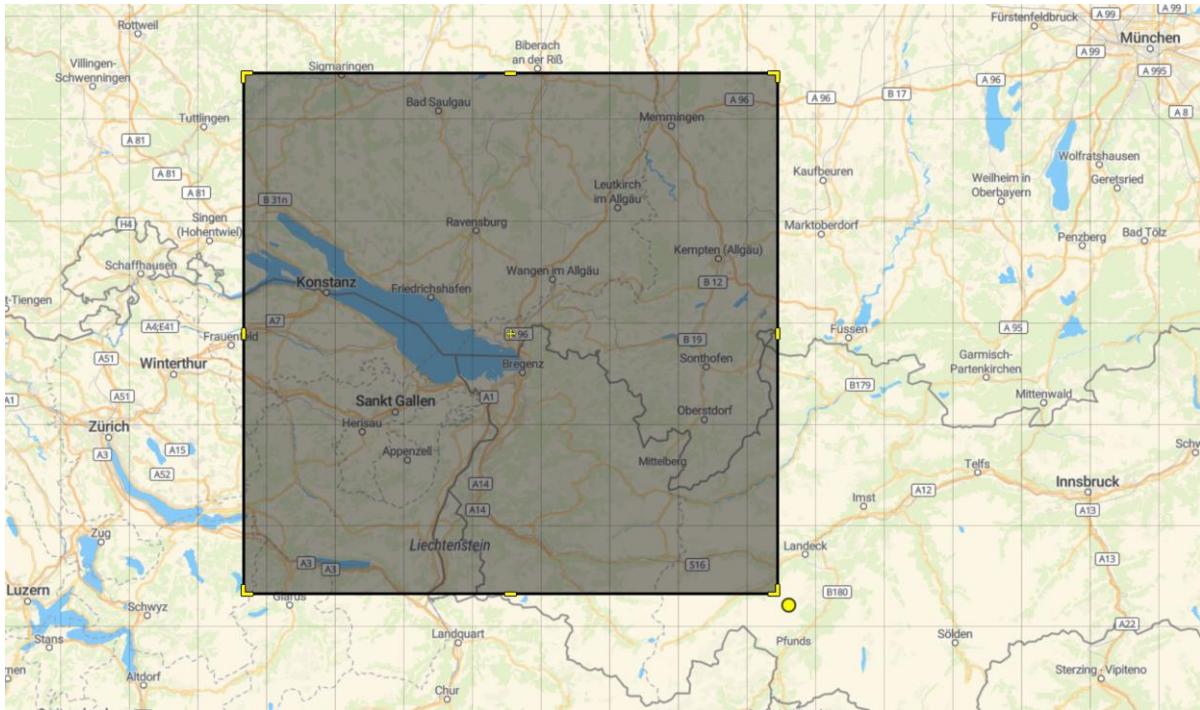 Rottweil
Fürstenfeldbruck
A 99
A 99
München
Biberach
an der Riß
A 99
Villingen-
Schwenningen
Sigmaringen
A 995
A 96
A 96
A 96
B 17
Bad Saulgau
Memmingen
A 8
Tuttlingen
A 81
Wolfratshausen
Kaufbeuren
A 81
Weilheim in
Oberbayern
Geretsried
Leutkirch
im Allgäu
A 81
B 31n
Singen
(Hohentwiel)
H4
Ravensburg
Marktoberdorf
Bad Tölz
Penzberg
Kempten (Allgäu)
Schaffhausen
Wangen im Allgäu
Konstanz
Friedrichshafen
B 12
t-Tiengen
A7
A4;E41
Füssen
A 95
Frauenfeld
B 19
A51
Winterthur
Bregenz
Sonthofen
Garmisch-
Partenkirchen
B179
A1
A51
A1
Sankt Gallen
Mittenwald
Oberstdorf
Zürich
Herisau
A3
A15
Appenzell
Mittelberg
Telfs
A52
A14
Innsbruck
A12
Imst
A14
A13
Zug
Liechtenstein
Landeck
A3
A3
S16
A13
Luzern
Glarus
B180
Schwyz
A22
Stans
Landquart
Pfunds
Sölden
Altdorf
Sterzing - Vipiteno
Chur